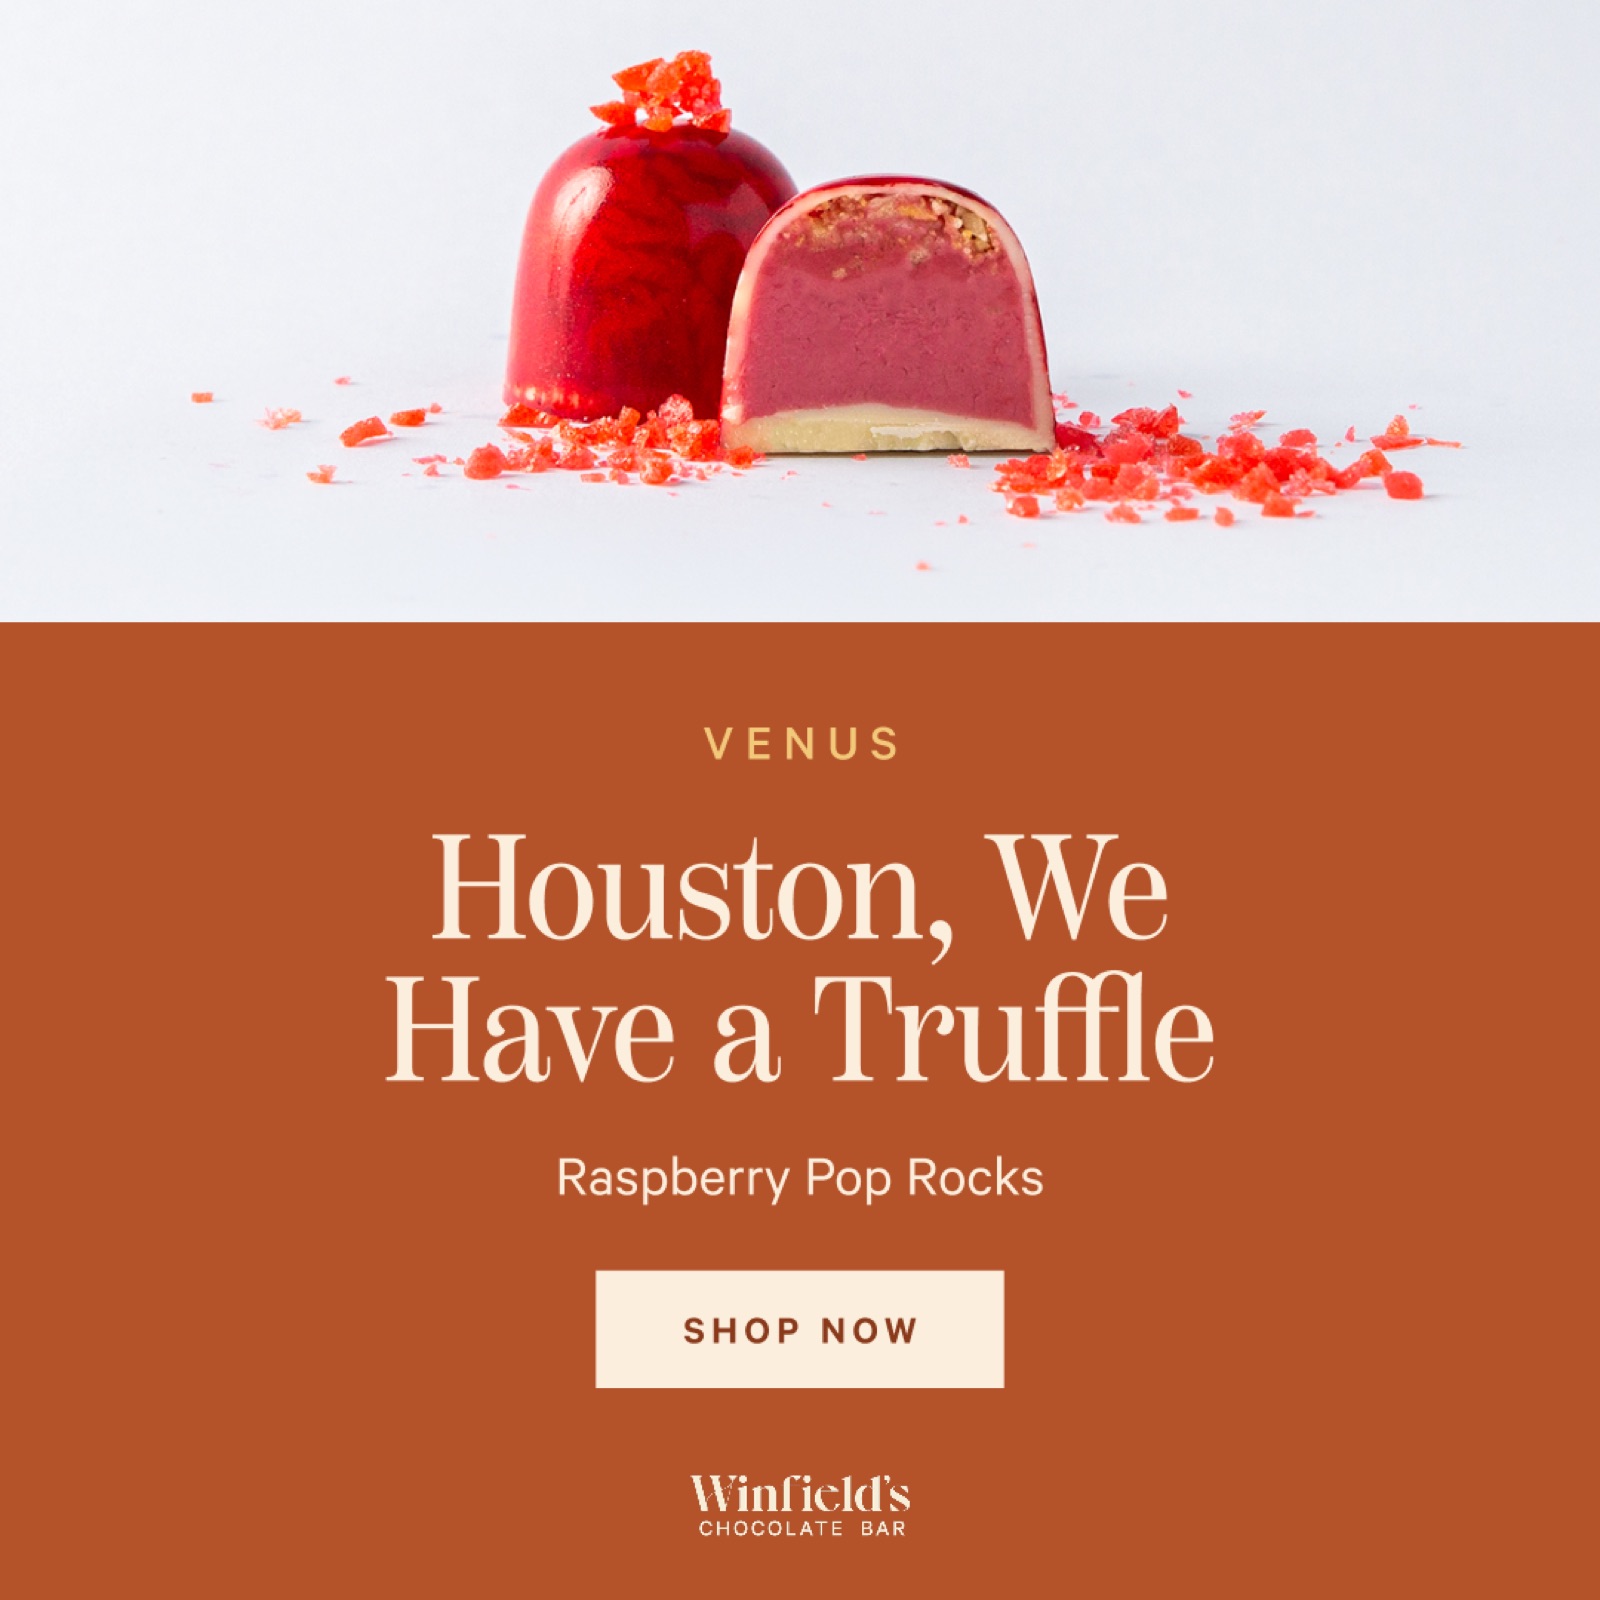 VENUS
Houston, We
Have a Truffle
Raspberry Pop Rocks
SHOP NOW
Winfield's
CHOCOLATE BAR